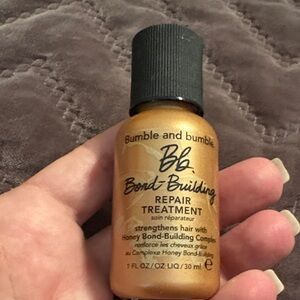 Bumble and bumble.
Bb.
Bond-Building
REPAIR
TREATMENT
soin réparateur
strengthens hair with
Honey Bond-Building Complex
renforce les cheveux grâce
au Complexe Honey Bond-Building
1 FL/OZ/OZ LIQ / 30 ml e